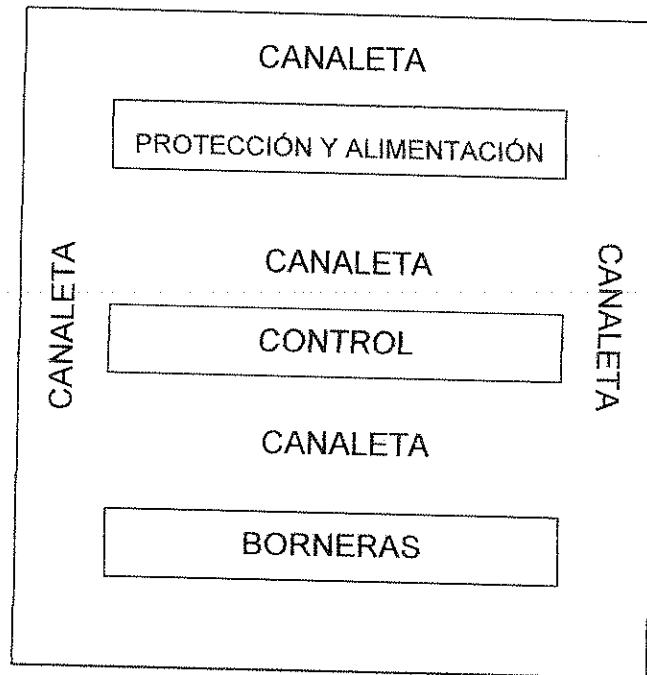 CANALETA
PROTECCIÓN Y ALIMENTACIÓN
CANALETA
CANALETA
CANALETA
CONTROL
CANALETA
BORNERAS